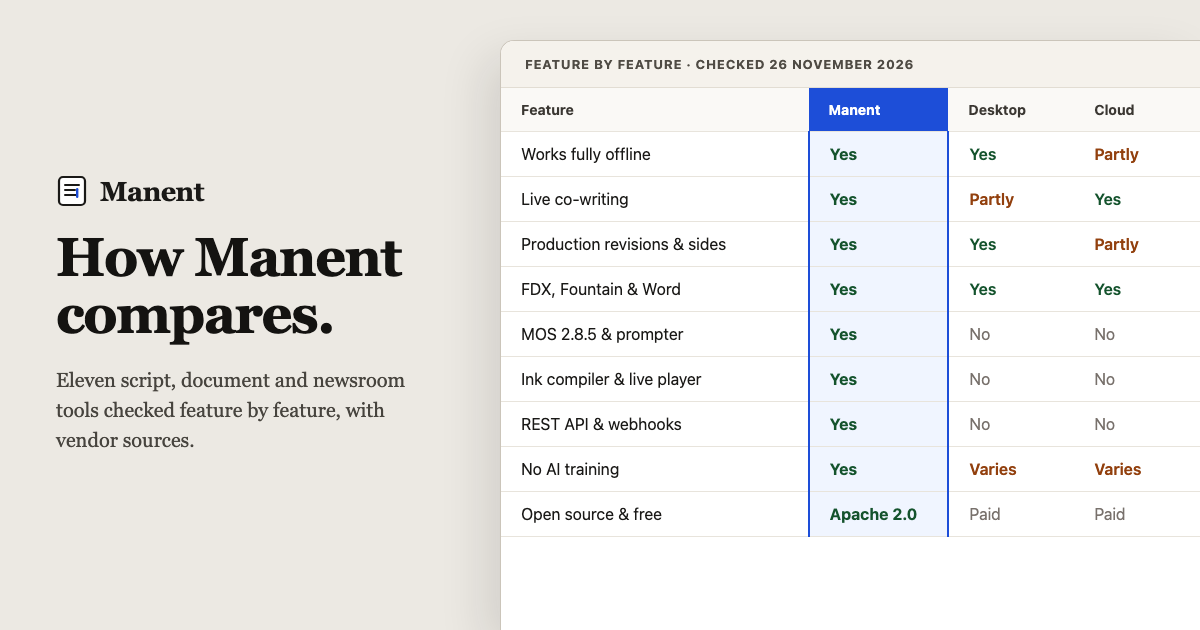 Manent
How Manent
compares.
Eleven script, document and newsroom
tools checked feature by feature, with
vendor sources.
FEATURE BY FEATURE · CHECKED 26 NOVEMBER 2026
Feature Manent Desktop Cloud
Works fully offline Yes Yes Partly
Live co-writing Yes Partly Yes
Production revisions & sides Yes Yes Partly
FDX, Fountain & Word Yes Yes Yes
MOS 2.8.5 & prompter Yes No No
Ink compiler & live player Yes No No
REST API & webhooks Yes No No
No AI training Yes Varies Varies
Open source & free Apache 2.0 Paid Paid